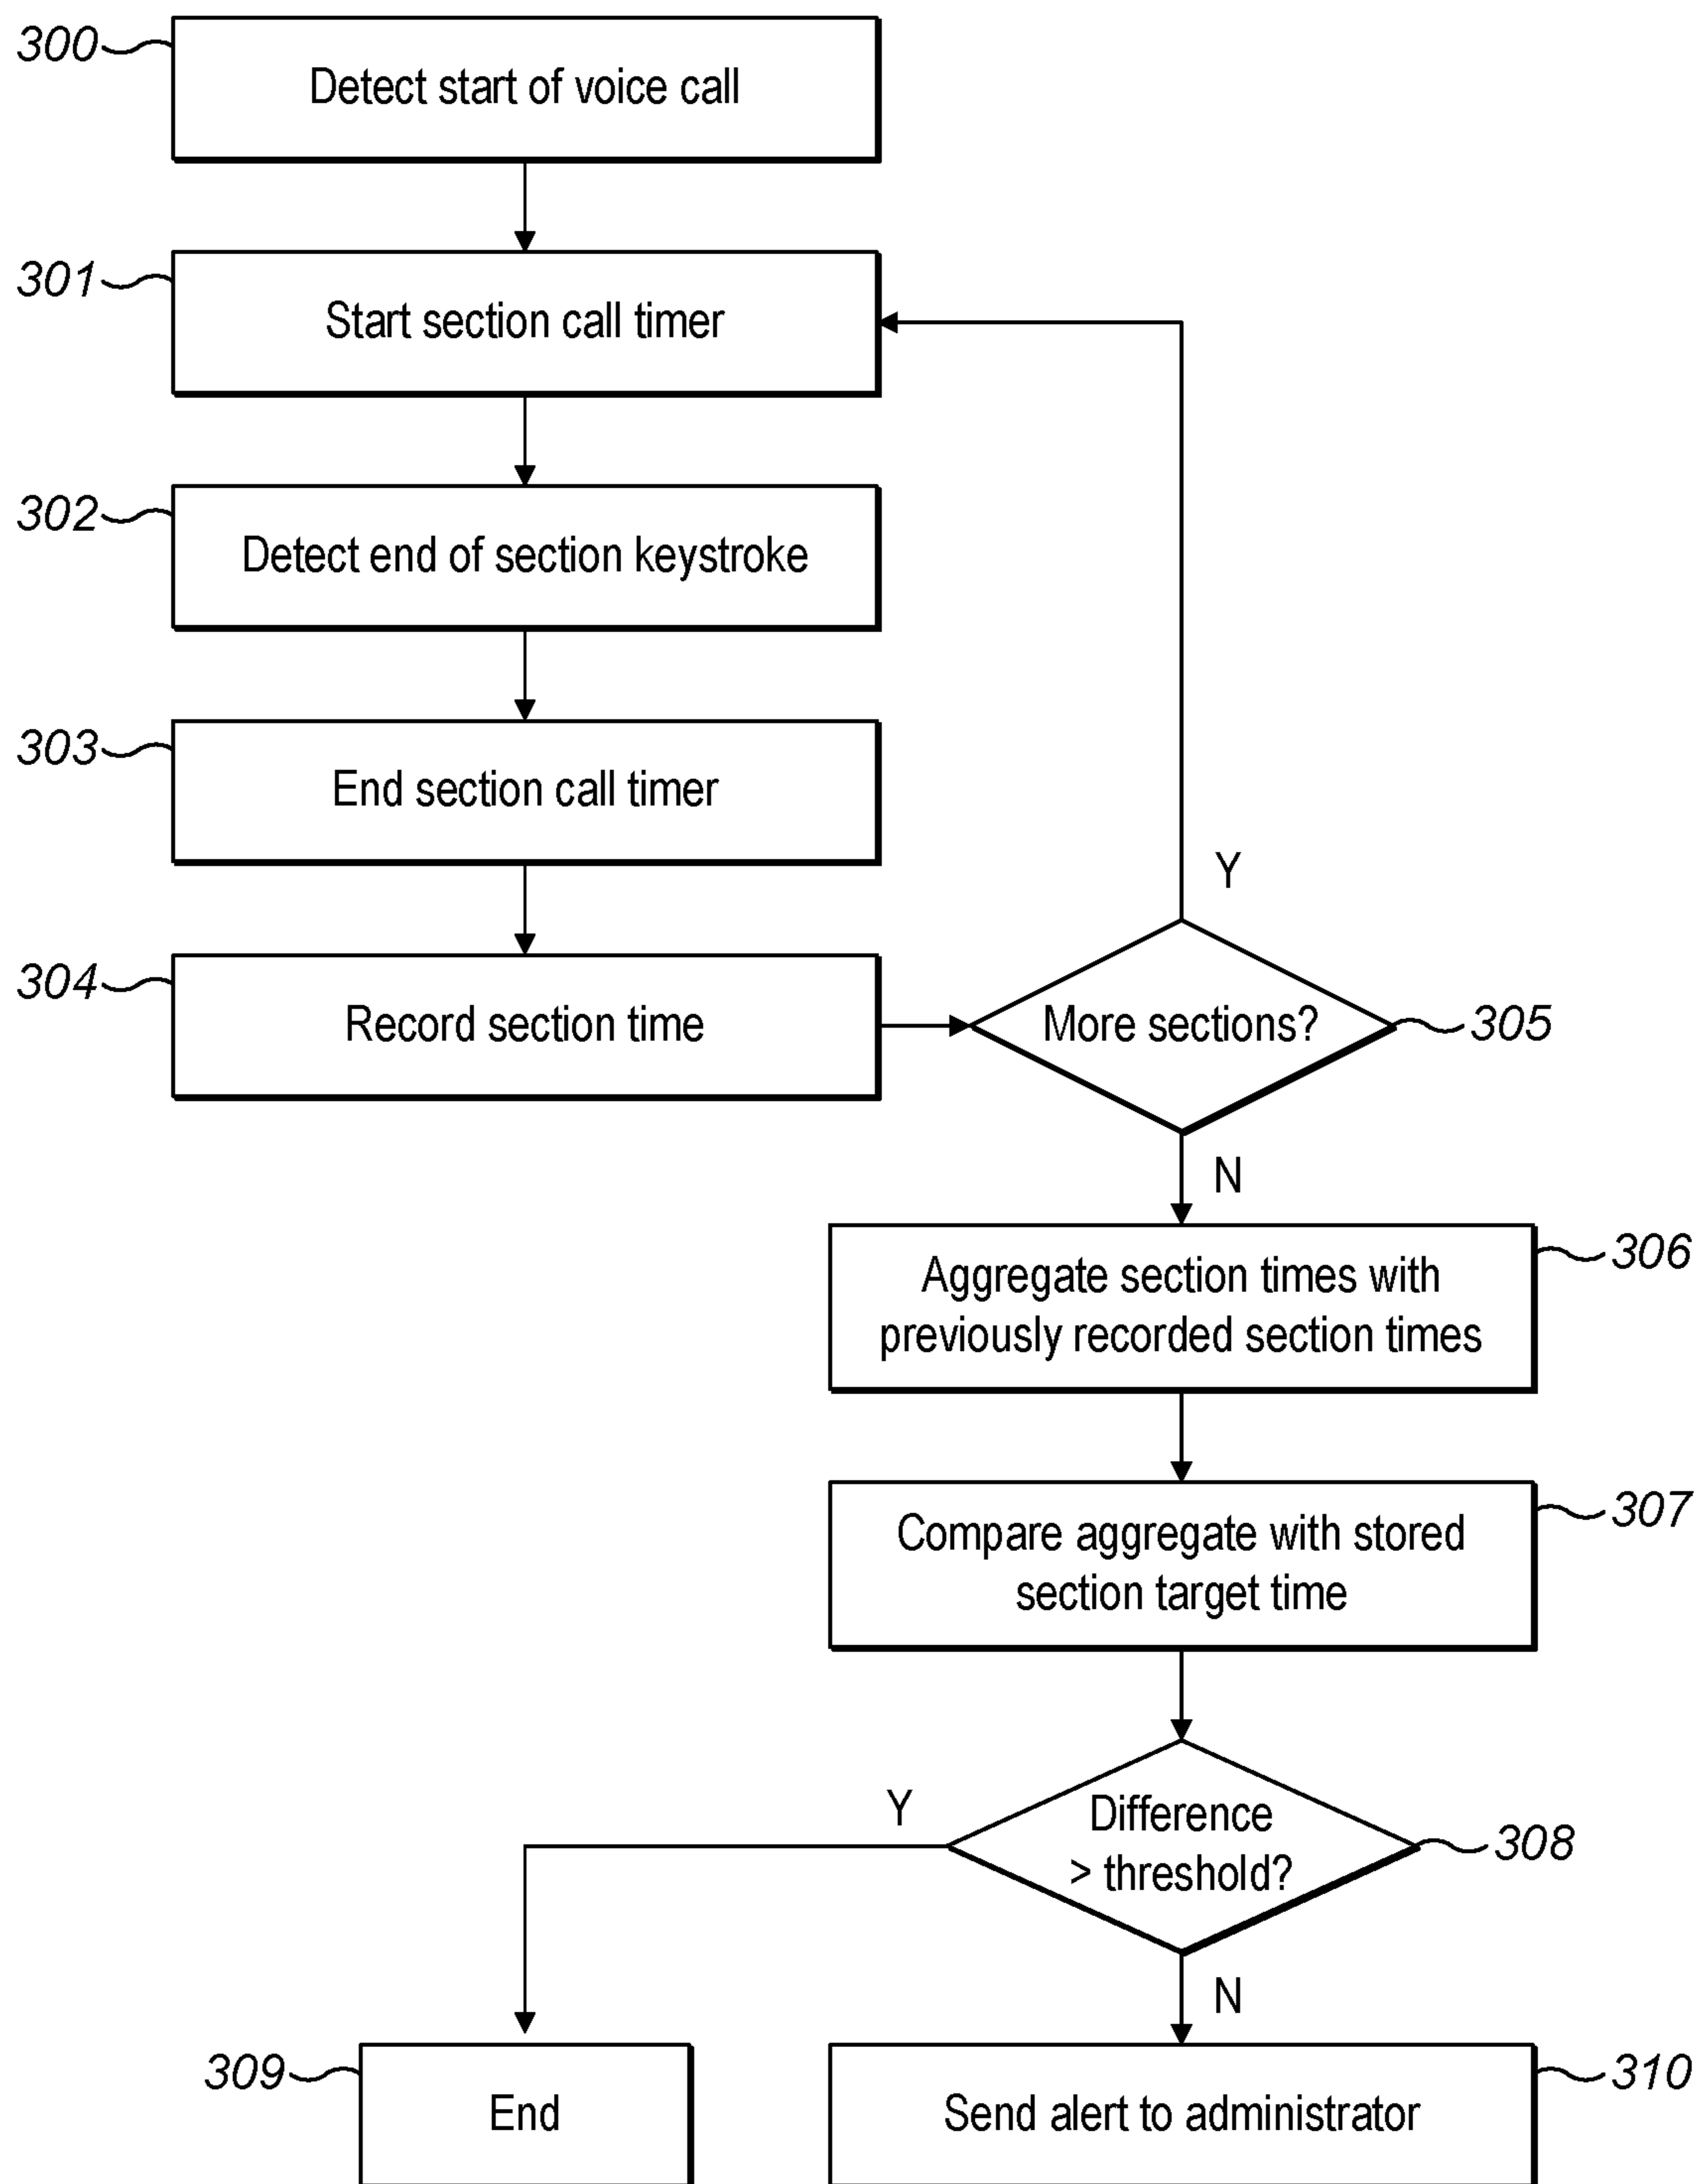 300
Detect start of voice call
301
Start section call timer
302
Detect end of section keystroke
303
End section call timer
Y
304
Record section time
More sections?
305
N
306
Aggregate section times with
previously recorded section times
307
Compare aggregate with stored
section target time
Y
Difference
> threshold?
308
N
309
End
310
Send alert to administrator